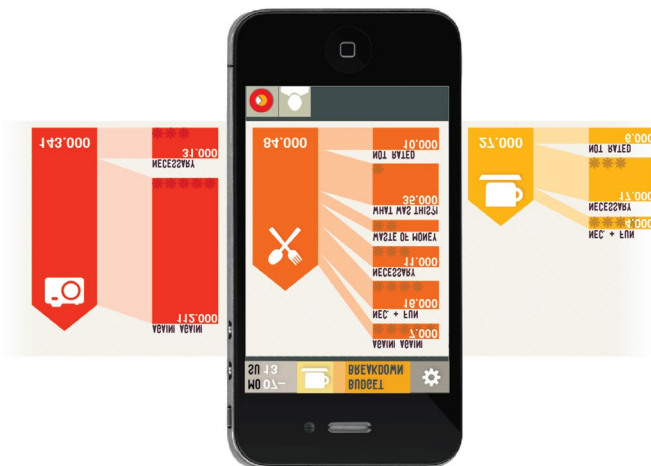 MO 07–
SU 13
BUDGET
BREAKDOWN
AGAIN! AGAIN!
112.000
NECESSARY
31.000
143.000
AGAIN! AGAIN!
7.000
NEC. + FUN
16.000
NECESSARY
11.000
WASTE OF MONEY
WHAT WAS THIS?!
35.000
NOT RATED
10.000
84.000
NEC. + FUN
4.000
NECESSARY
17.000
NOT RATED
6.000
27.000